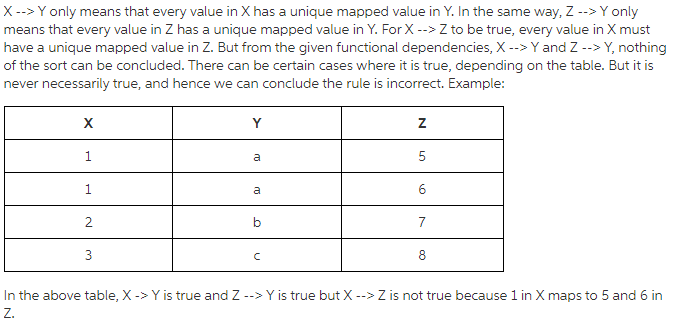 X --> Y only means that every value in X has a unique mapped value in Y. In the same way, Z --> Y only
means that every value in Z has a unique mapped value in Y. For X --> Z to be true, every value in X must
have a unique mapped value in Z. But from the given functional dependencies, X --> Y and Z --> Y, nothing
of the sort can be concluded. There can be certain cases where it is true, depending on the table. But it is
never necessarily true, and hence we can conclude the rule is incorrect. Example:
X Y Z
1 a 5
1 a 6
2 b 7
3 c 8
In the above table, X -> Y is true and Z --> Y is true but X --> Z is not true because 1 in X maps to 5 and 6 in
Z.